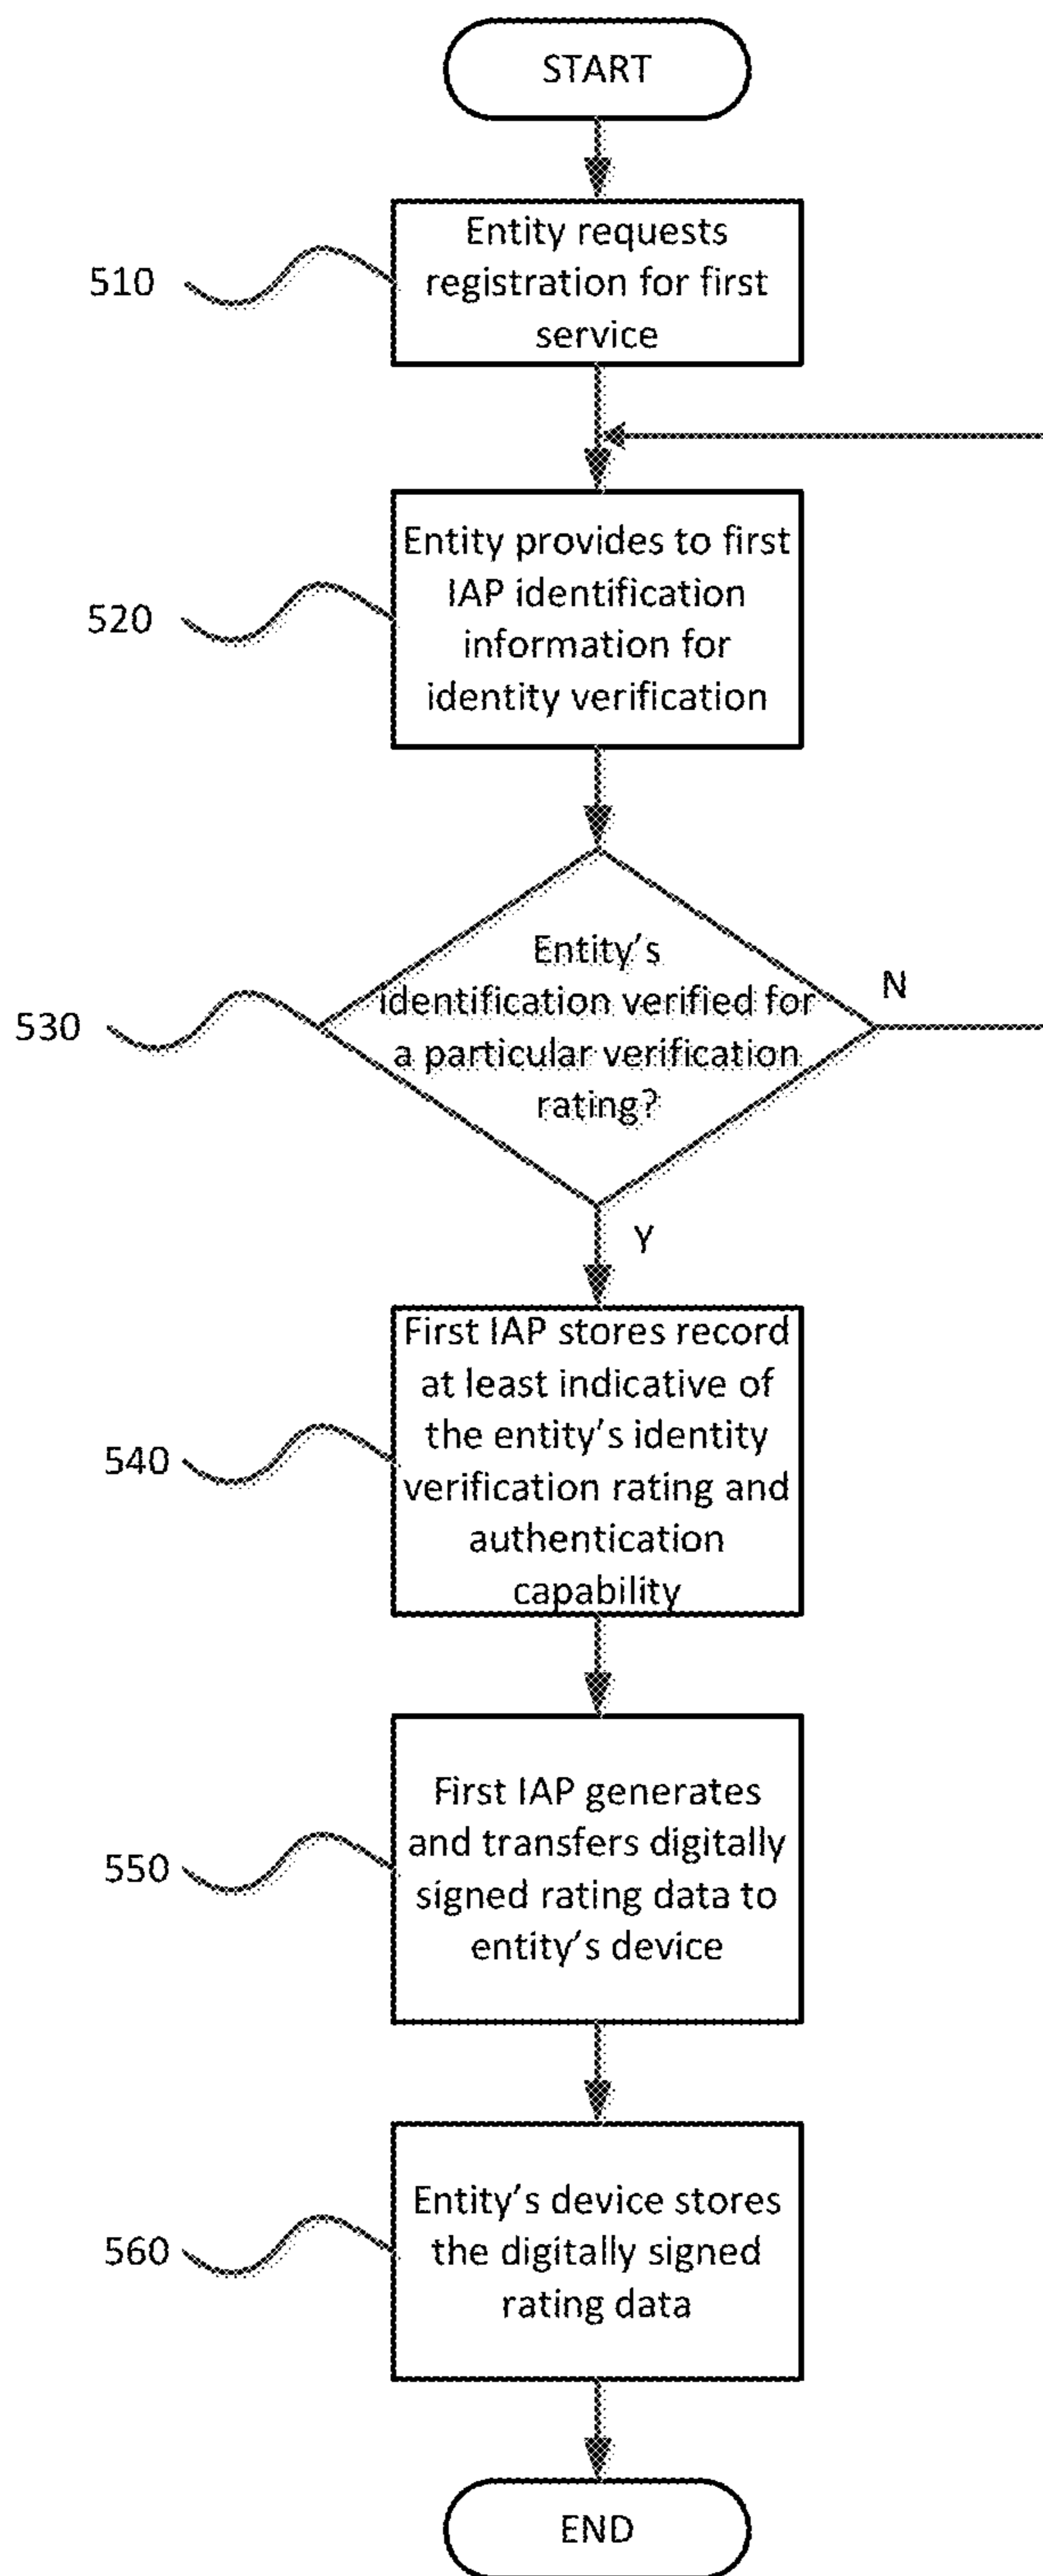 START
510
Entity requests
registration for first
service
520
Entity provides to first
IAP identification
information for
identity verification
530
Entity's
identification verified for
a particular verification
rating?
N
Y
540
First IAP stores record
at least indicative of
the entity's identity
verification rating and
authentication
capability
550
First IAP generates
and transfers digitally
signed rating data to
entity's device
560
Entity's device stores
the digitally signed
rating data
END